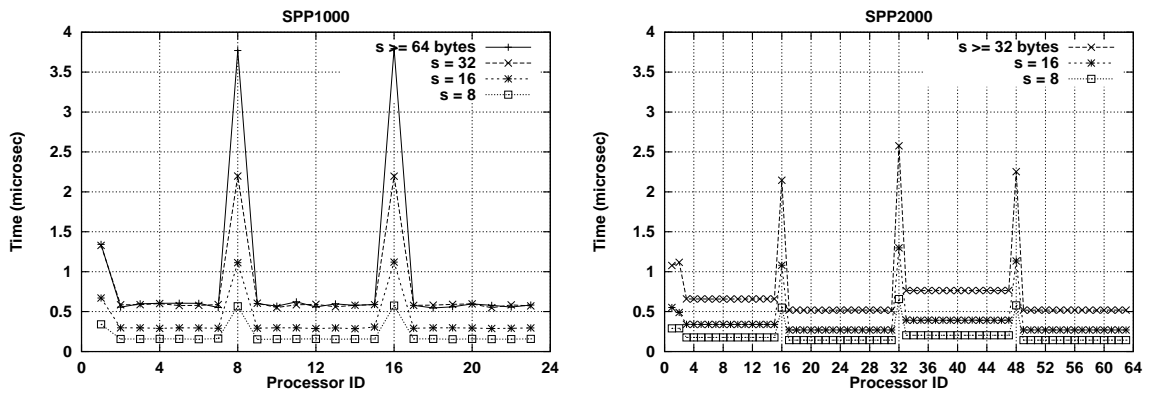 SPP1000
4
3.5
3
2.5
2
1.5
1
0.5
0
Time (microsec)
s >= 64 bytes
s = 32
s = 16
s = 8
0 4 8 12 16 20 24
Processor ID
SPP2000
4
3.5
3
2.5
2
1.5
1
0.5
0
Time (microsec)
s >= 32 bytes
s = 16
s = 8
0 4 8 12 16 20 24 28 32 36 40 44 48 52 56 60 64
Processor ID